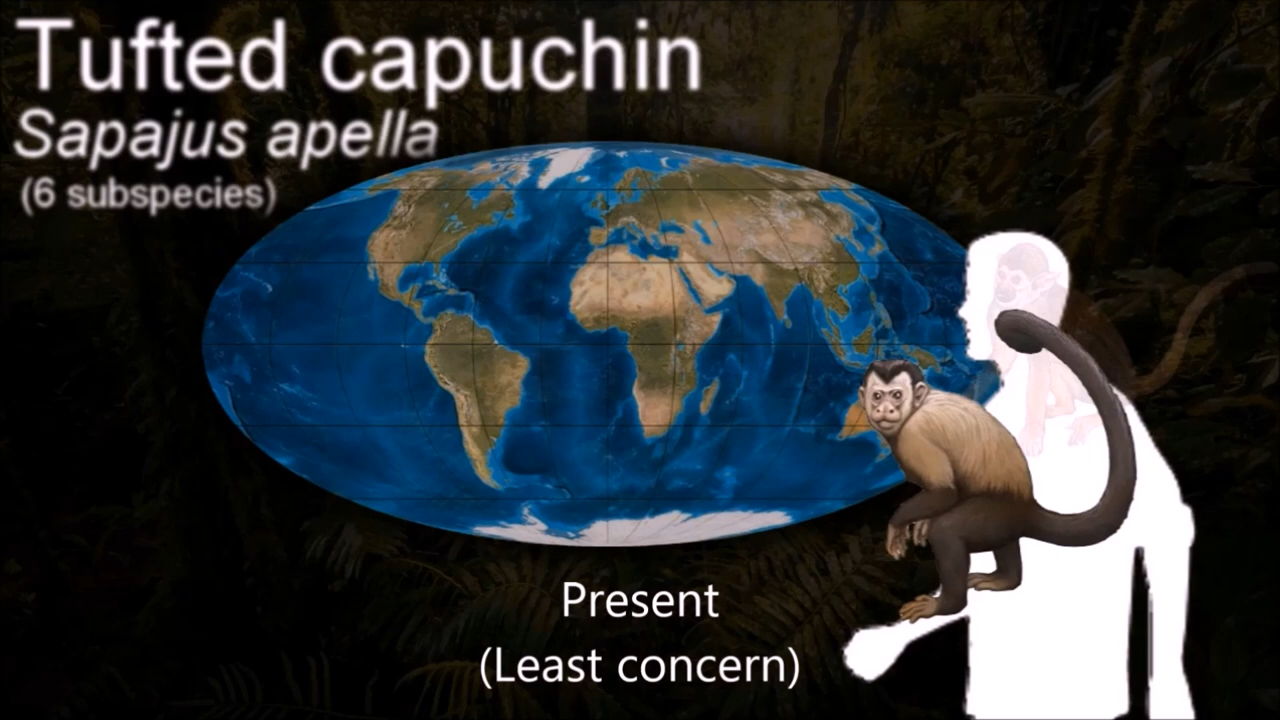 Tufted capuchin
Sapajus apella
(6 subspecies)
Present
(Least concern)